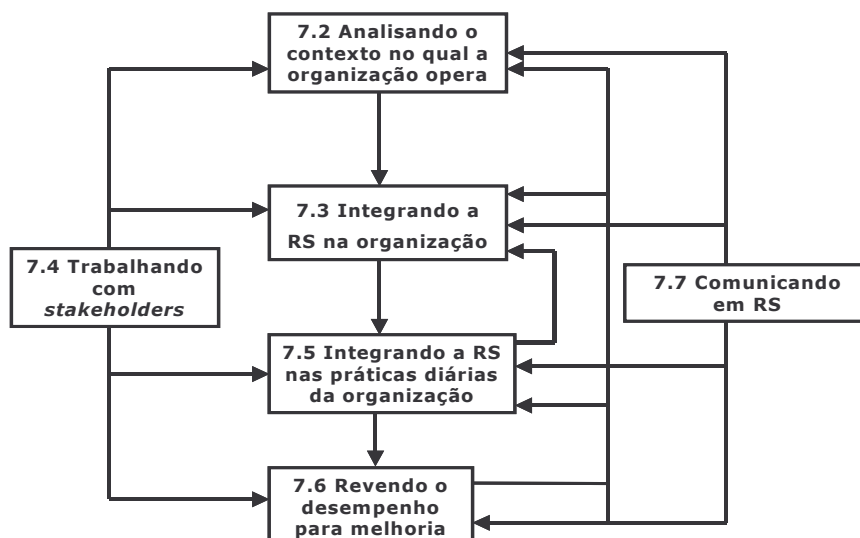 7.2 Analisando o
contexto no qual a
organização opera
7.3 Integrando a
RS na organização
7.4 Trabalhando
com
stakeholders
7.7 Comunicando
em RS
7.5 Integrando a RS
nas práticas diárias
da organização
7.6 Revendo o
desempenho
para melhoria